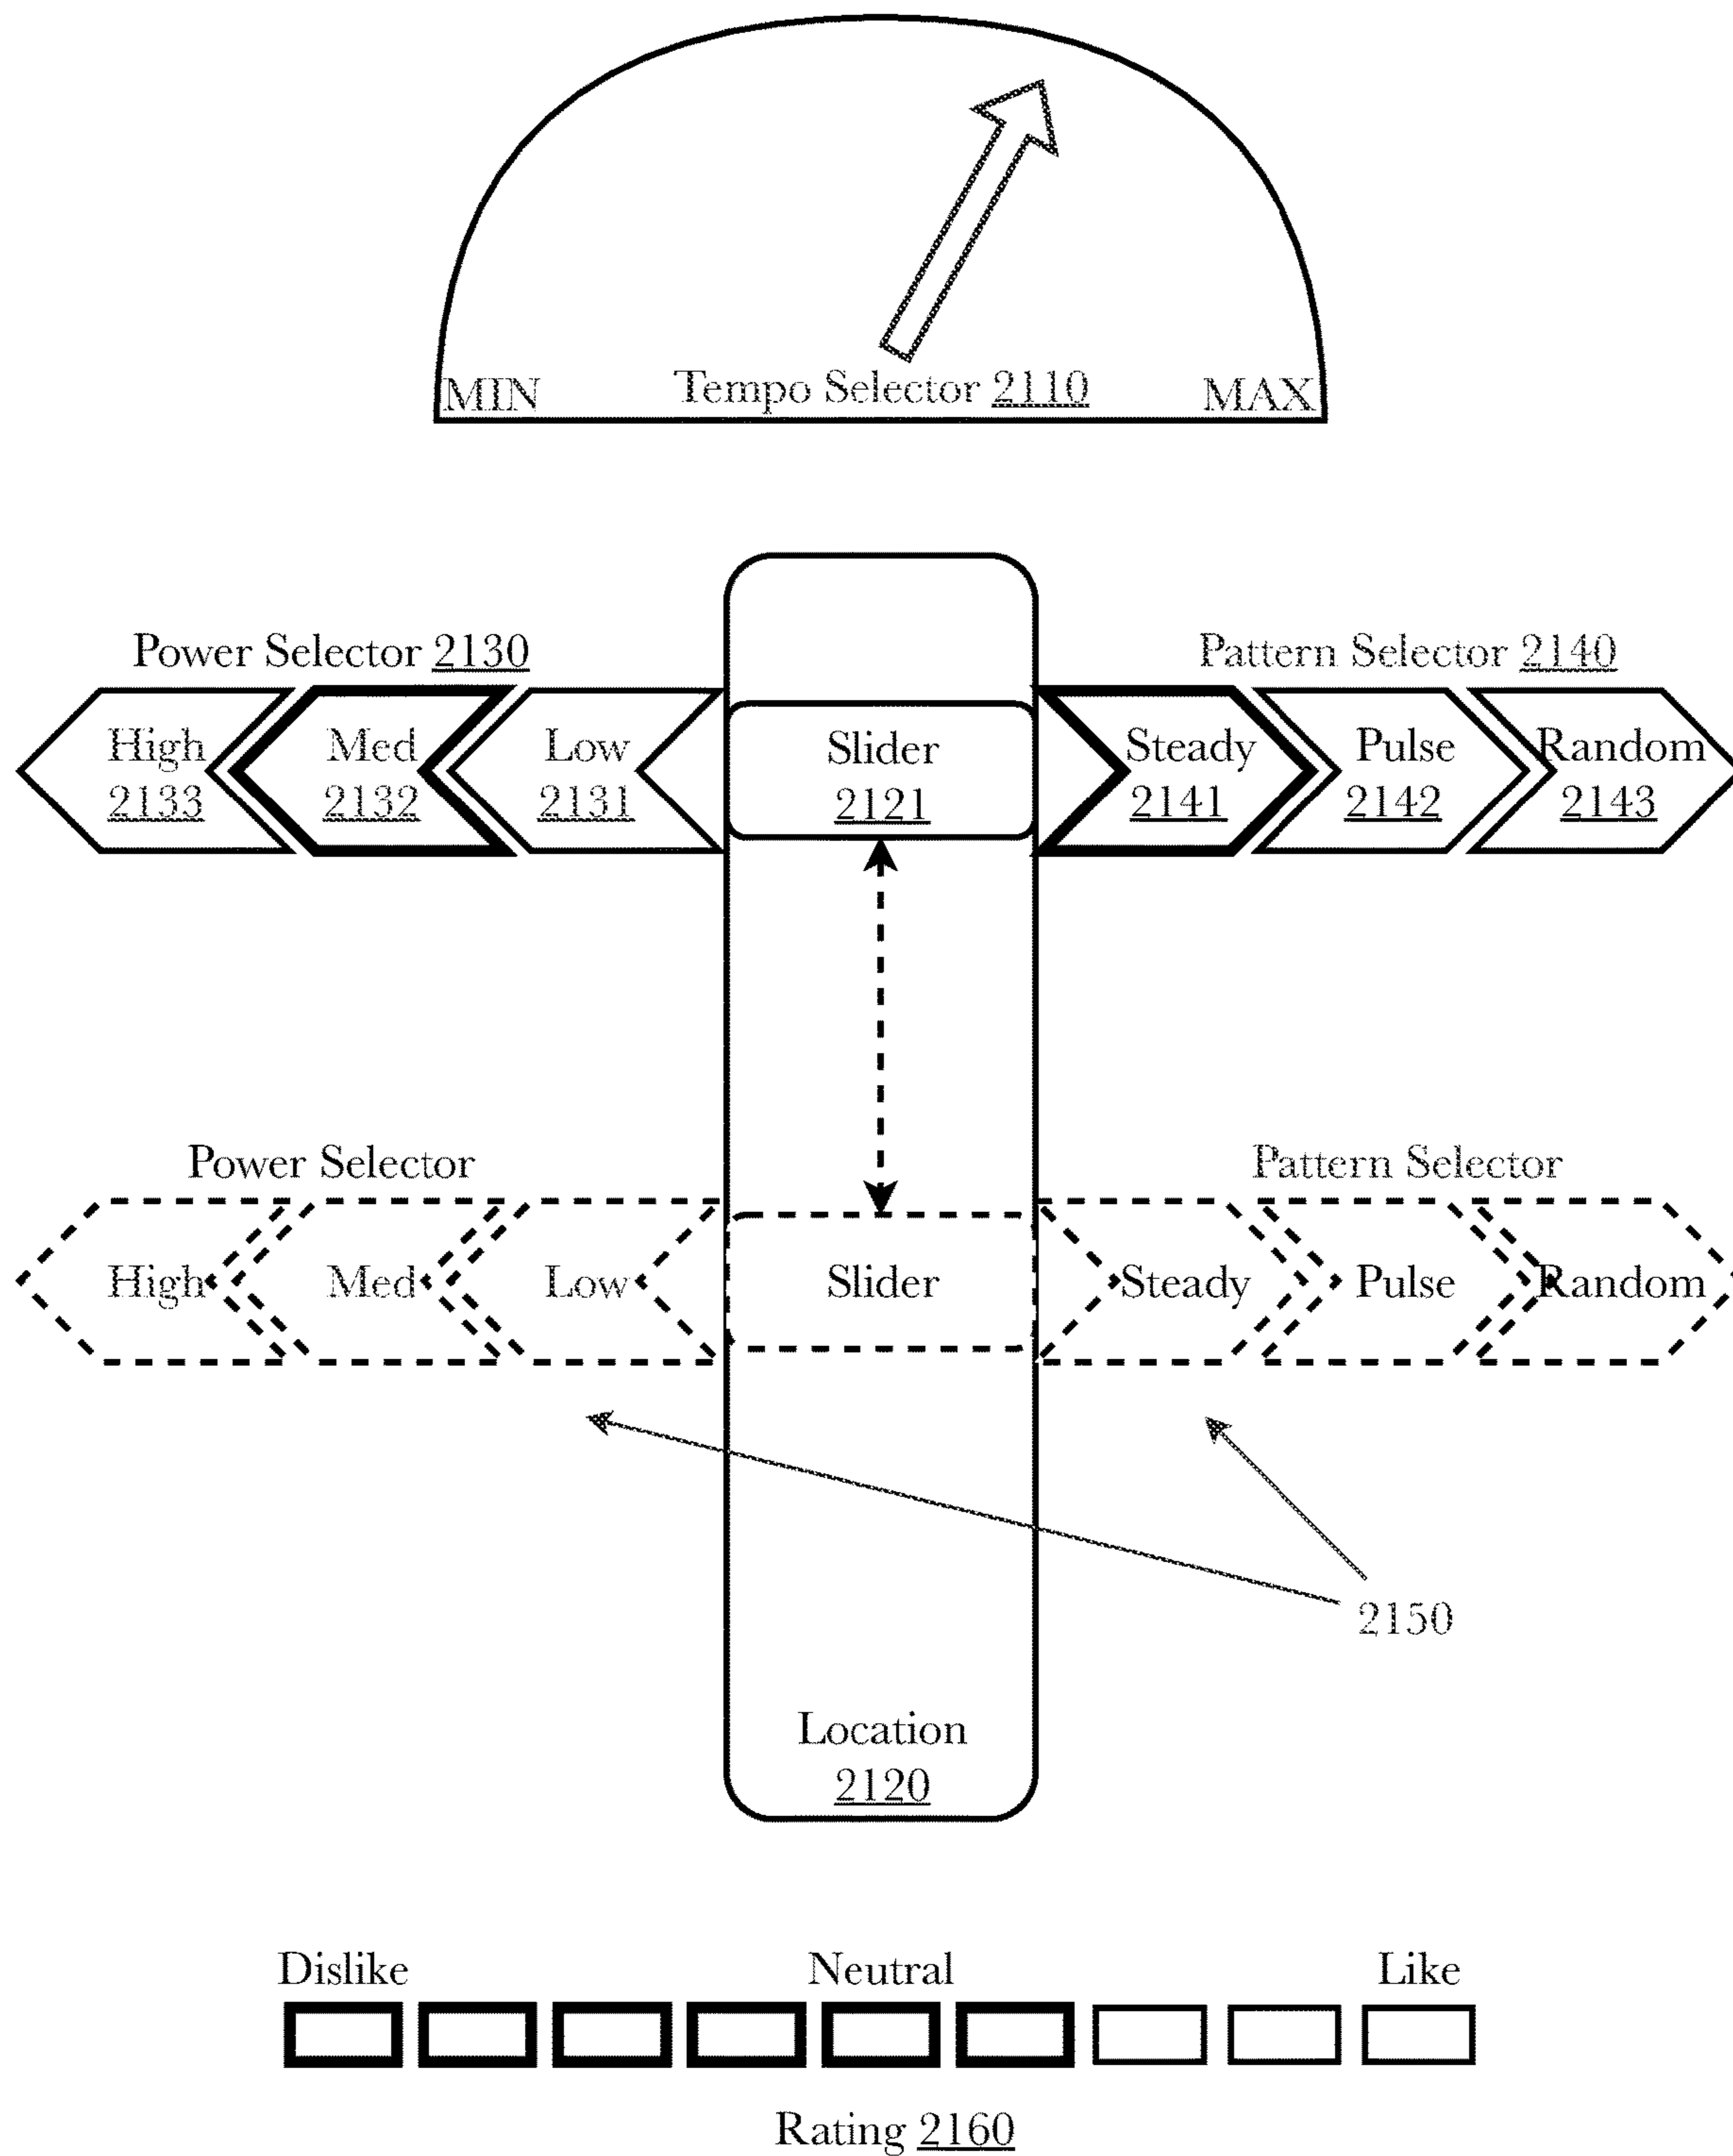 MIN Tempo Selector 2110 MAX
Power Selector 2130 Pattern Selector 2140
High Med Low Slider Steady Pulse Random
2133 2132 2131 2121 2141 2142 2143
Power Selector Pattern Selector
High Med Low Slider Steady Pulse Random
2150
Location
2120
Dislike Neutral Like
Rating 2160